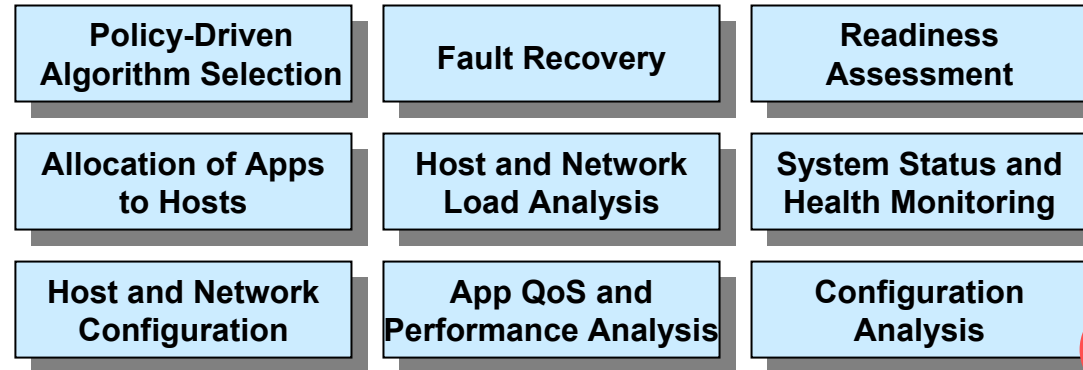 Policy-Driven
Algorithm Selection
Fault Recovery
Readiness
Assessment
Allocation of Apps
to Hosts
Host and Network
Load Analysis
System Status and
Health Monitoring
Host and Network
Configuration
App QoS and
Performance Analysis
Configuration
Analysis